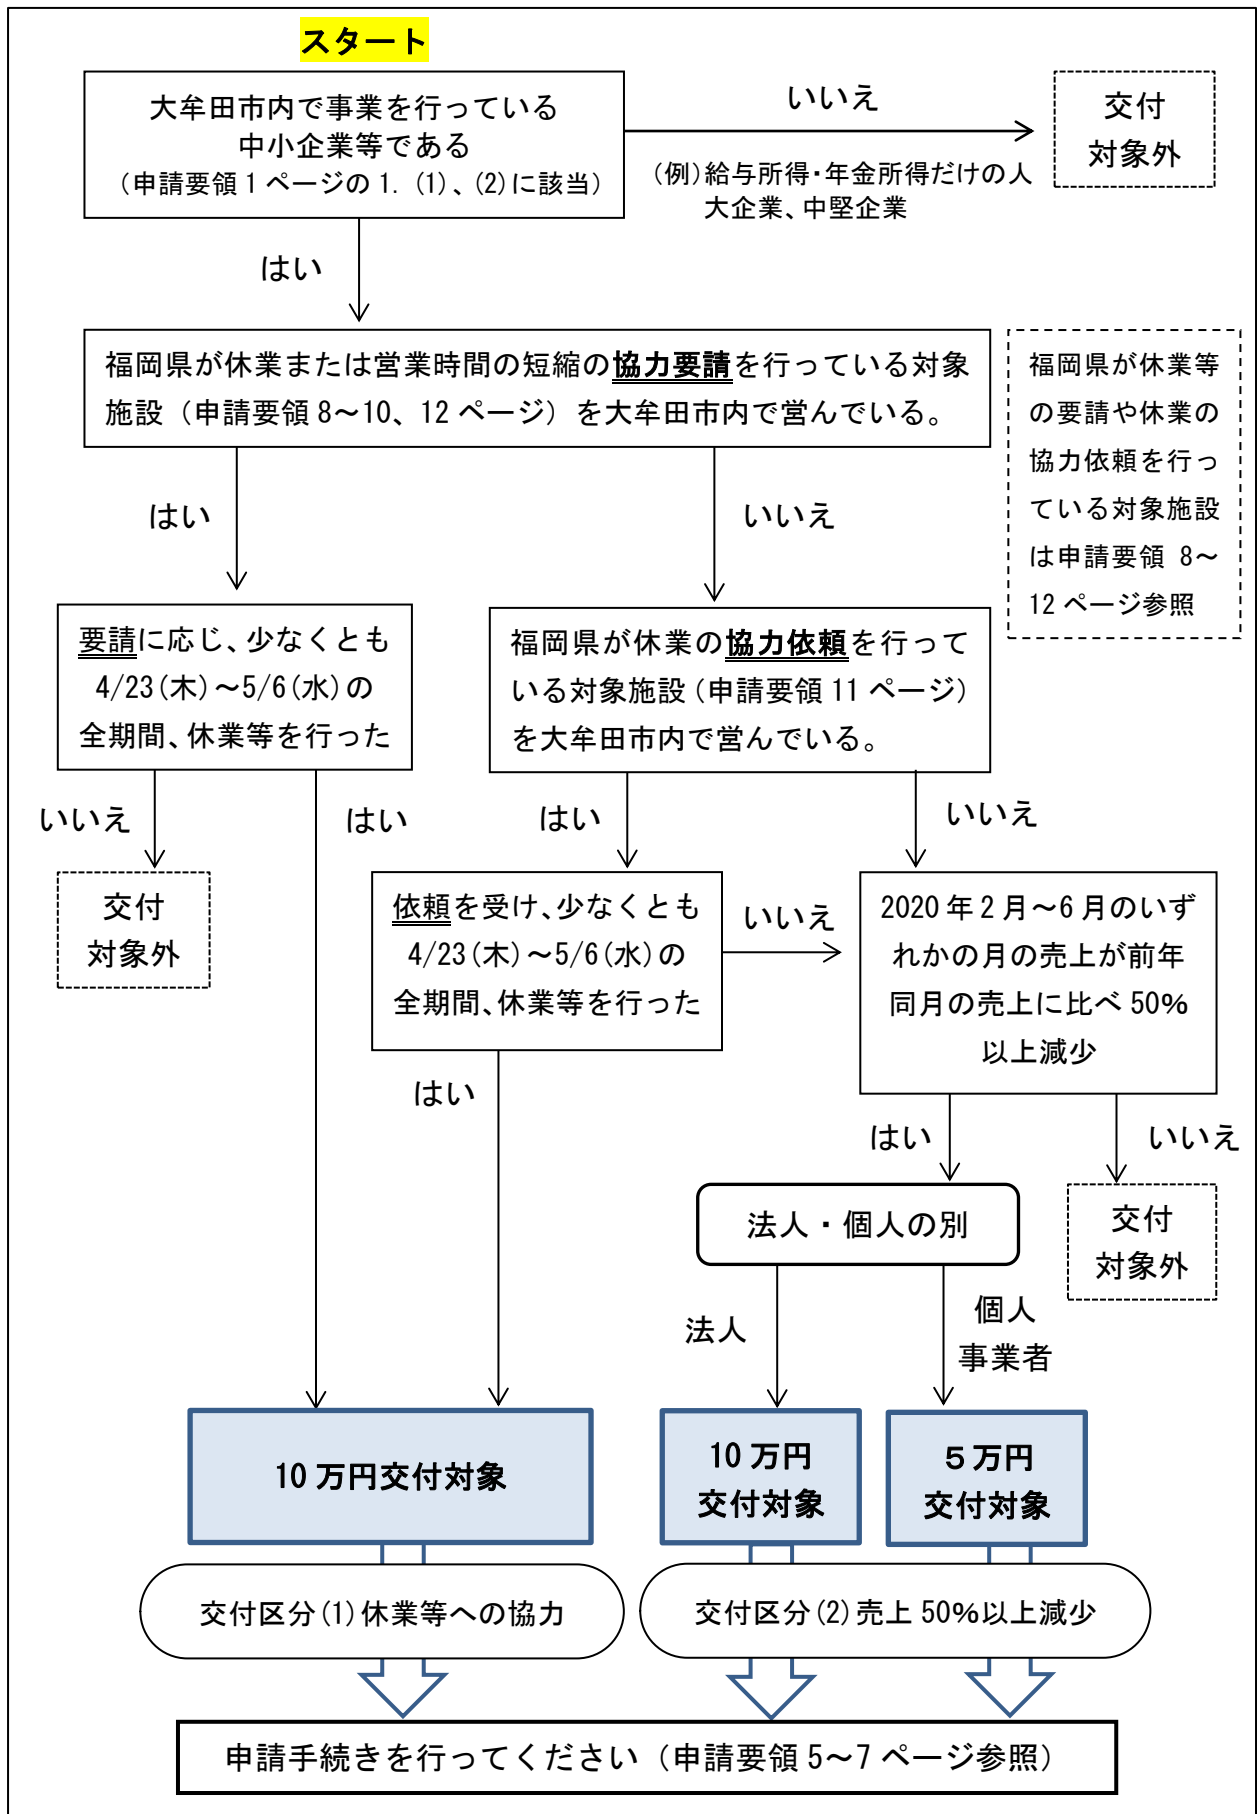 スタート
大牟田市内で事業を行っている
中小企業等である
(申請要領1ページの1. (1)、(2)に該当)
いいえ
(例)給与所得・年金所得だけの人
大企業、中堅企業
交付
対象外
はい
福岡県が休業または営業時間の短縮の協力要請を行っている対象
施設（申請要領8～10、12ページ）を大牟田市内で営んでいる。
福岡県が休業等
の要請や休業の
協力依頼を行っ
ている対象施設
は申請要領 8～
12ページ参照
はい
いいえ
要請に応じ、少なくとも
4/23(木)～5/6(水)の
全期間、休業等を行った
福岡県が休業の協力依頼を行って
いる対象施設(申請要領11ページ)
を大牟田市内で営んでいる。
いいえ
はい
はい
いいえ
交付
対象外
依頼を受け、少なくとも
4/23(木)～5/6(水)の
全期間、休業等を行った
いいえ
2020年2月～6月のいず
れかの月の売上が前年
同月の売上に比べ50%
以上減少
はい
はい
いいえ
法人・個人の別
交付
対象外
法人
個人
事業者
10万円交付対象
10万円
交付対象
５万円
交付対象
交付区分(1)休業等への協力
交付区分(2)売上50%以上減少
申請手続きを行ってください（申請要領5～7ページ参照）